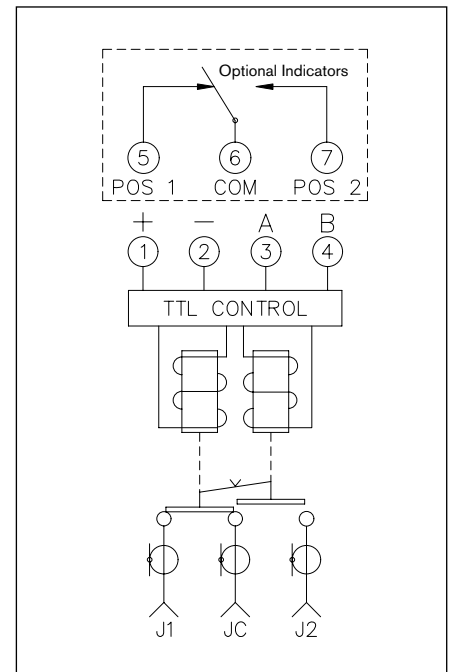 Optional Indicators
5 6 7
POS 1 COM POS 2
+ − A B
1 2 3 4
TTL CONTROL
J1 JC J2